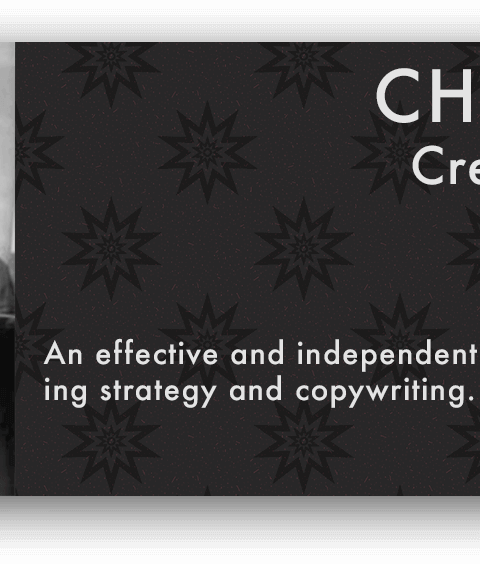 CH
Cre
An effective and independent
ing strategy and copywriting.